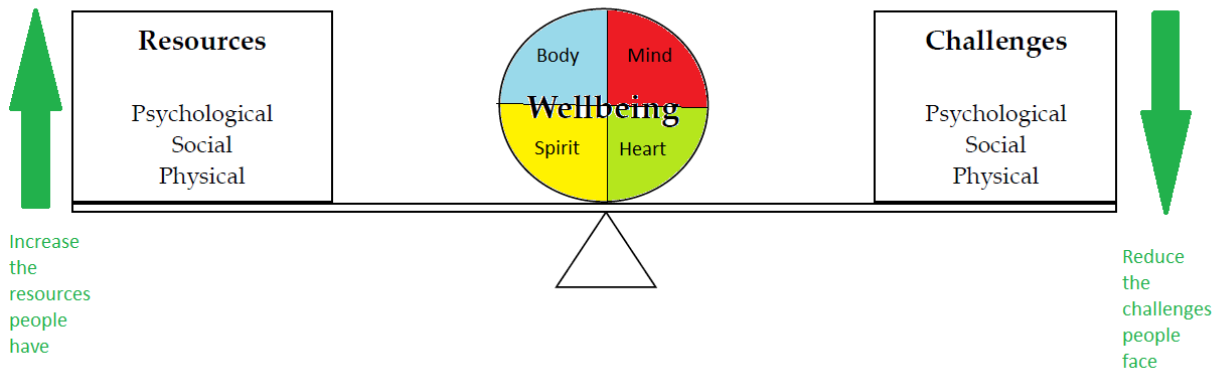 Resources
Psychological
Social
Physical
Body
Mind
Wellbeing
Spirit
Heart
Challenges
Psychological
Social
Physical
Increase
the
resources
people
have
Reduce
the
challenges
people
face